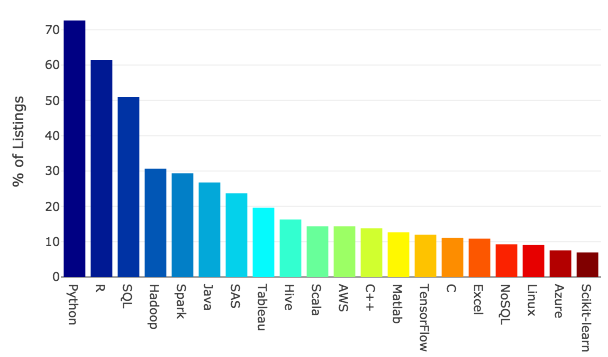 % of Listings
70
60
50
40
30
20
10
0
Python
R
SQL
Hadoop
Spark
Java
SAS
Tableau
Hive
Scala
AWS
C++
Matlab
TensorFlow
C
Excel
NoSQL
Linux
Azure
Scikit-learn